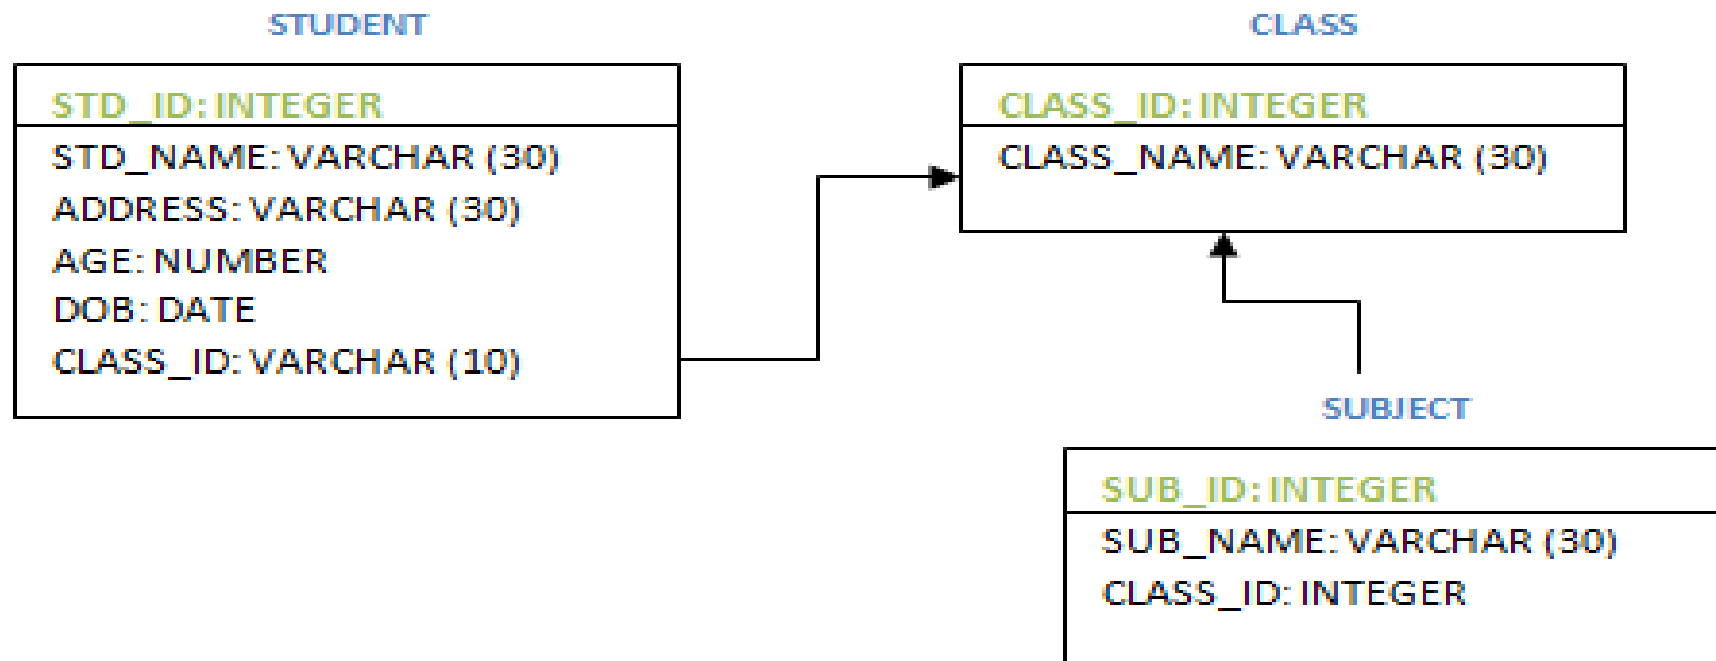 STUDENT
STD_ID: INTEGER
STD_NAME: VARCHAR (30)
ADDRESS: VARCHAR (30)
AGE: NUMBER
DOB: DATE
CLASS_ID: VARCHAR (10)
CLASS
CLASS_ID: INTEGER
CLASS_NAME: VARCHAR (30)
SUBJECT
SUB_ID: INTEGER
SUB_NAME: VARCHAR (30)
CLASS_ID: INTEGER